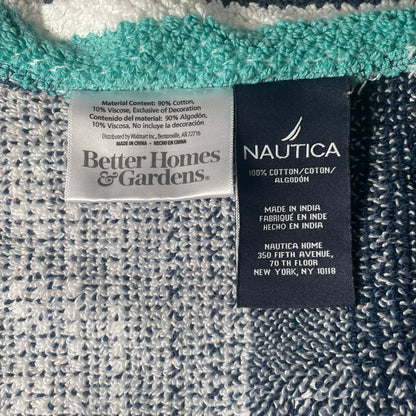 Material Content: 90% Cotton,
10% Viscose, Exclusive of Decoration
Contenido del material: 90% Algodón,
10% Viscosa, No incluye la decoración
Distributed by Walmart Inc., Bentonville, AR 72716
MADE IN CHINA • HECHO EN CHINA
Better Homes
& Gardens®
NAUTICA
100% COTTON/COTON/
ALGODÓN
MADE IN INDIA
FABRIQUÉ EN INDE
HECHO EN INDIA
NAUTICA HOME
350 FIFTH AVENUE,
70 TH FLOOR
NEW YORK, NY 10118